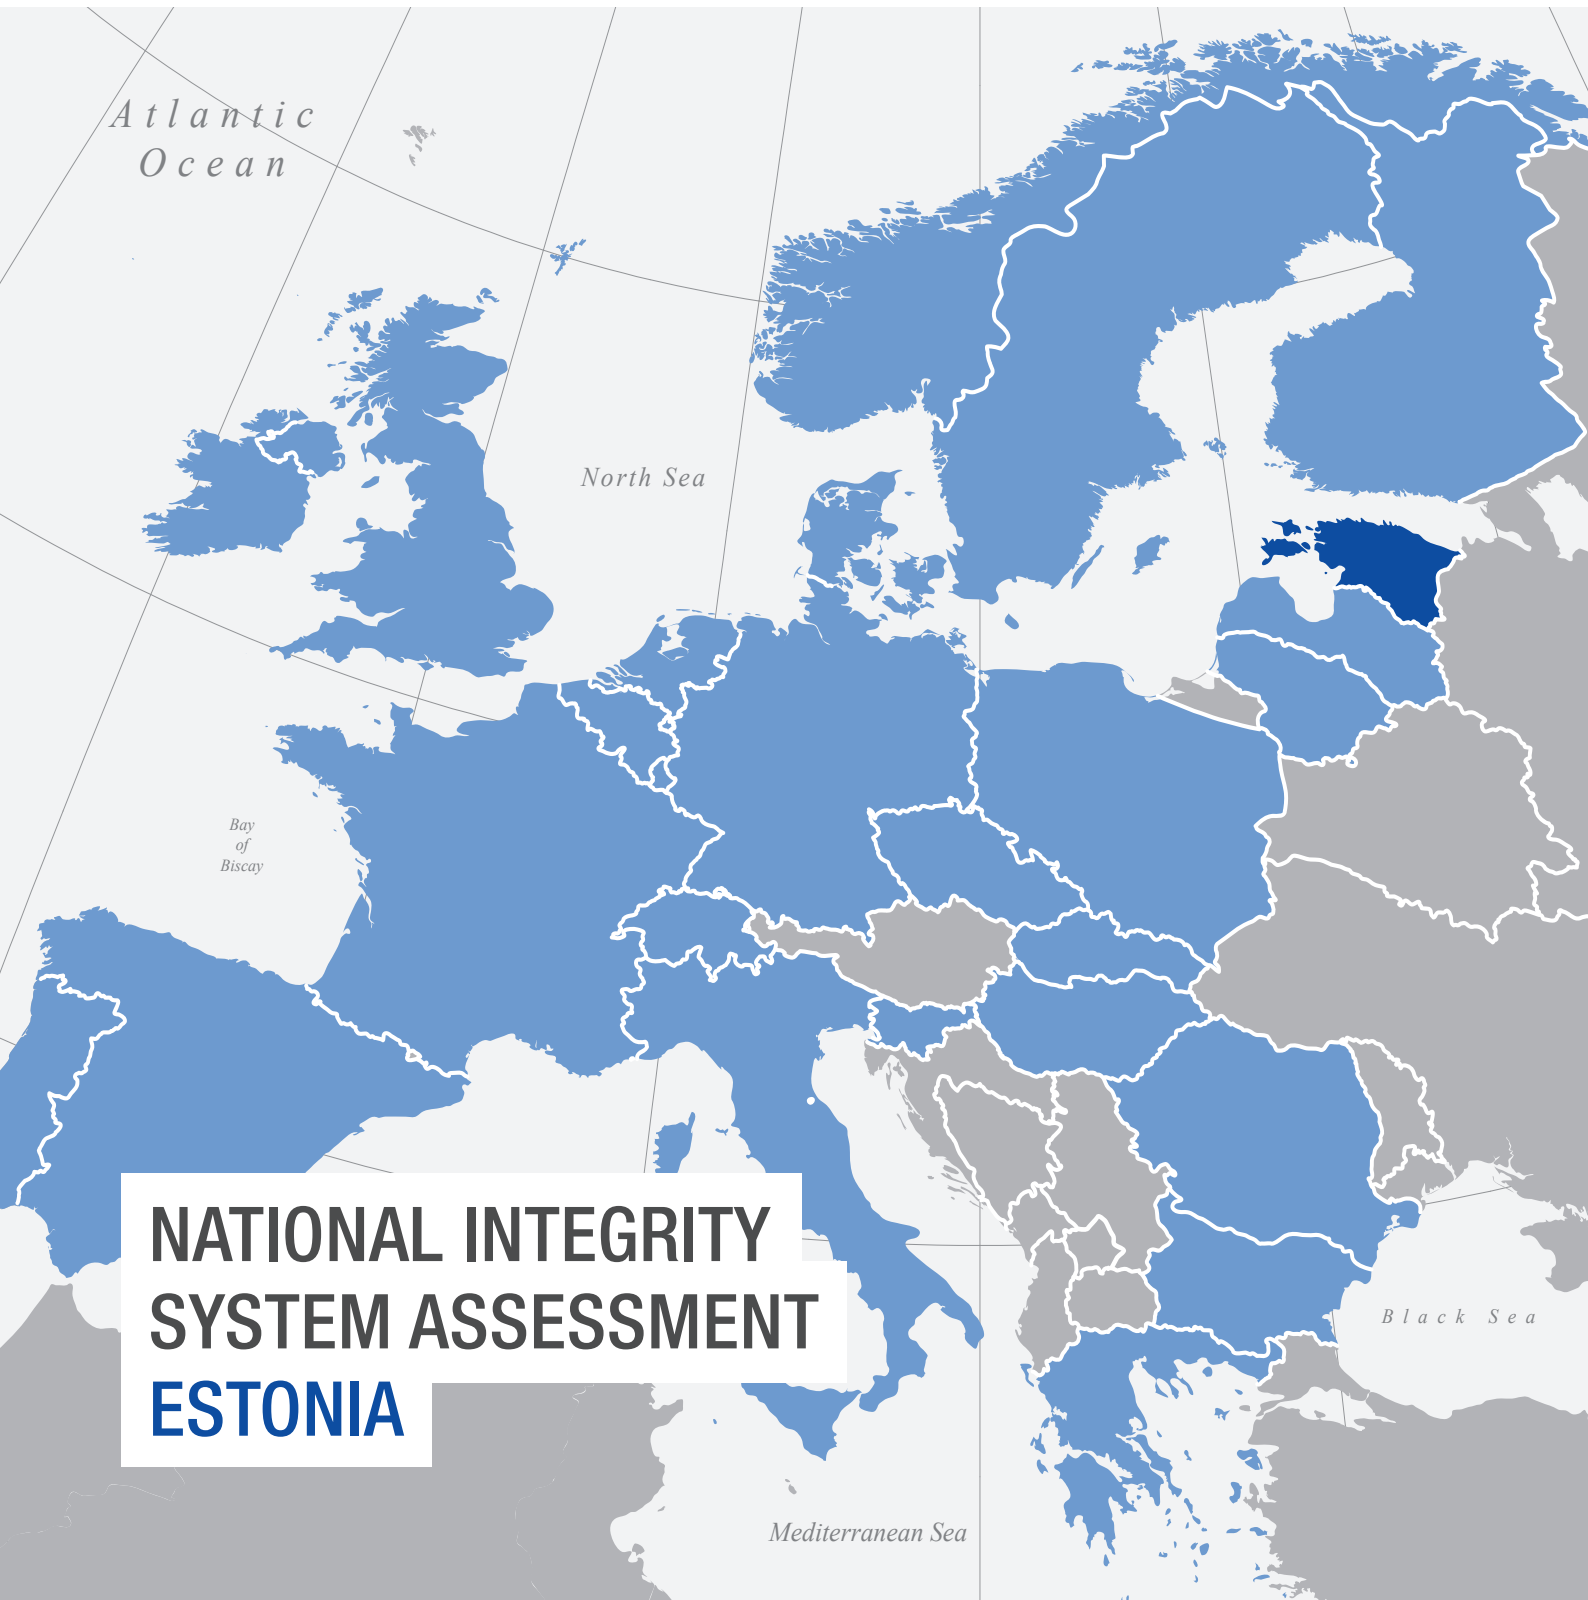 Atlantic
Ocean
North Sea
Bay
of
Biscay
NATIONAL INTEGRITY
SYSTEM ASSESSMENT
ESTONIA
Black Sea
Mediterranean Sea